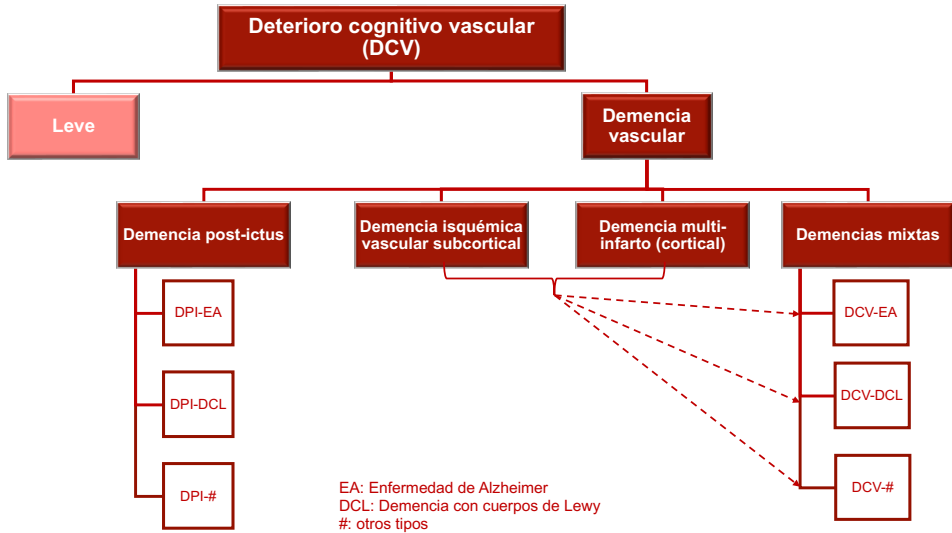 Deterioro cognitivo vascular
(DCV)
Leve
Demencia
vascular
Demencia post-ictus
Demencia isquémica
vascular subcortical
Demencia multi-
infarto (cortical)
Demencias mixtas
DPI-EA
DPI-DCL
DPI-#
DCV-EA
DCV-DCL
DCV-#
EA: Enfermedad de Alzheimer
DCL: Demencia con cuerpos de Lewy
#: otros tipos